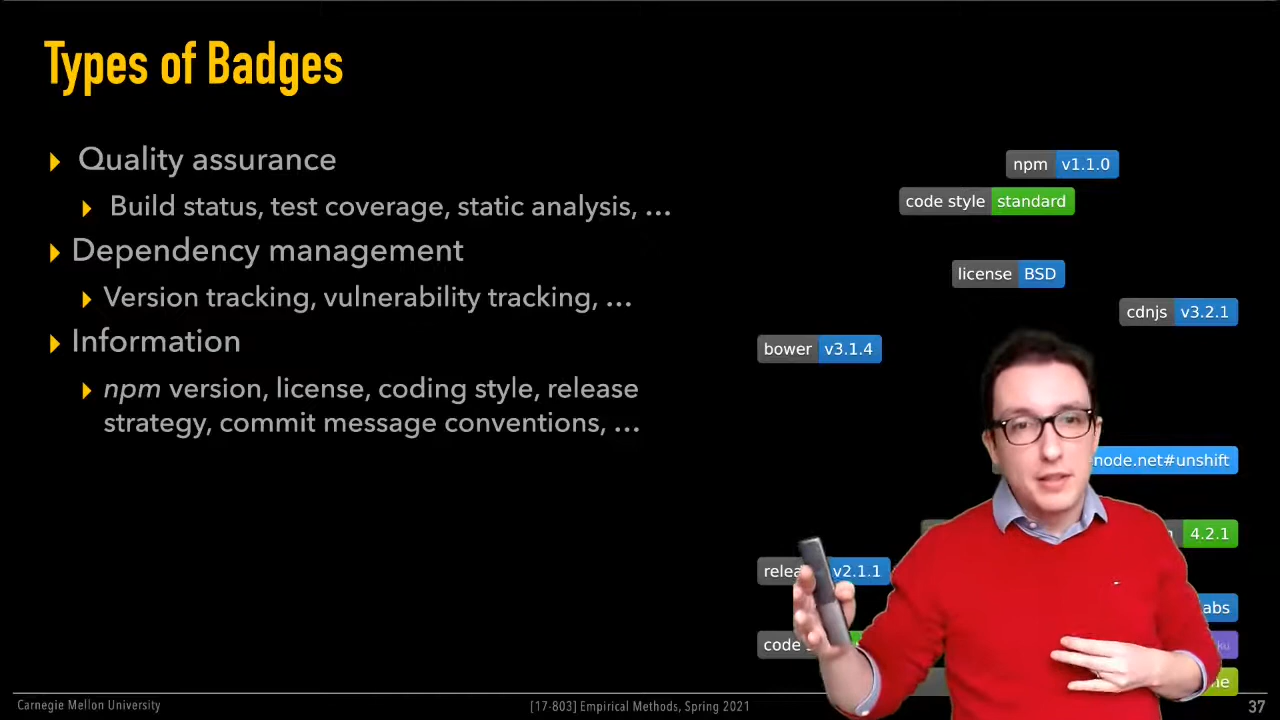 Types of Badges
Quality assurance
Build status, test coverage, static analysis, …
Dependency management
Version tracking, vulnerability tracking, …
Information
npm version, license, coding style, release
strategy, commit message conventions, …
npm v1.1.0
code style standard
license BSD
cdnjs v3.2.1
bower v3.1.4
node.net#unshift
4.2.1
v2.1.1
code
Carnegie Mellon University
[17-803] Empirical Methods, Spring 2021
37